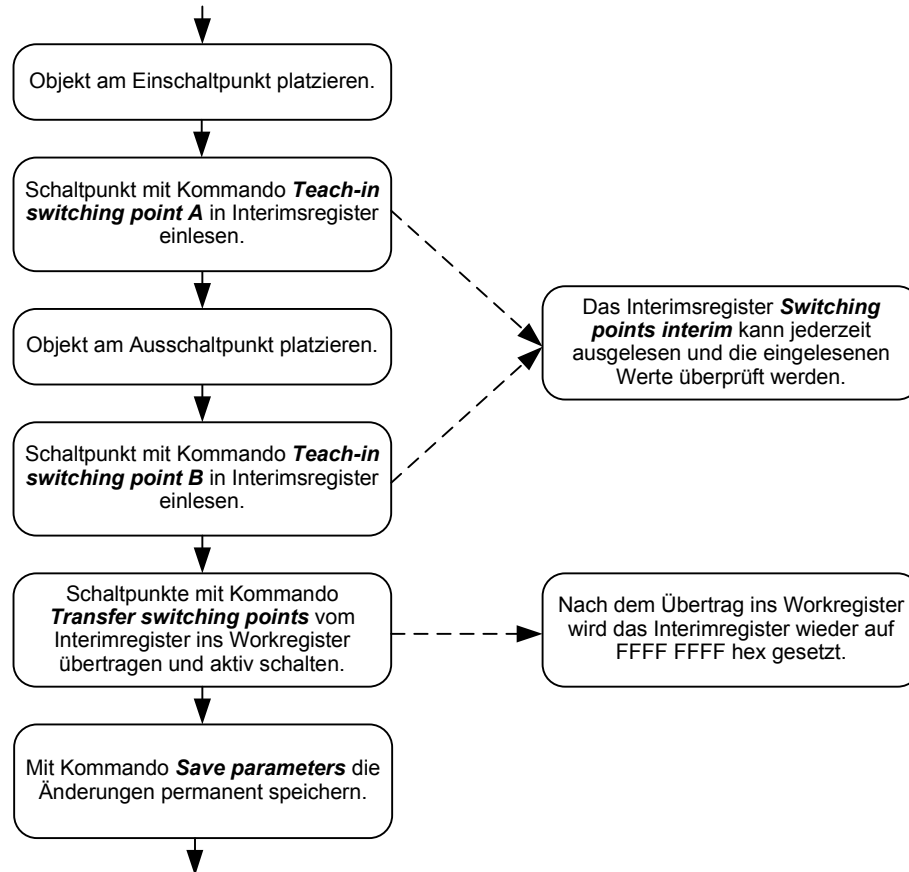 Objekt am Einschaltpunkt platzieren.
Schaltpunkt mit Kommando Teach-in
switching point A in Interimsregister
einlesen.
Objekt am Ausschaltpunkt platzieren.
Das Interimsregister Switching
points interim kann jederzeit
ausgelesen und die eingelesenen
Werte überprüft werden.
Schaltpunkt mit Kommando Teach-in
switching point B in Interimsregister
einlesen.
Schaltpunkte mit Kommando
Transfer switching points vom
Interimregister ins Workregister
übertragen und aktiv schalten.
Nach dem Übertrag ins Workregister
wird das Interimregister wieder auf
FFFF FFFF hex gesetzt.
Mit Kommando Save parameters die
Änderungen permanent speichern.